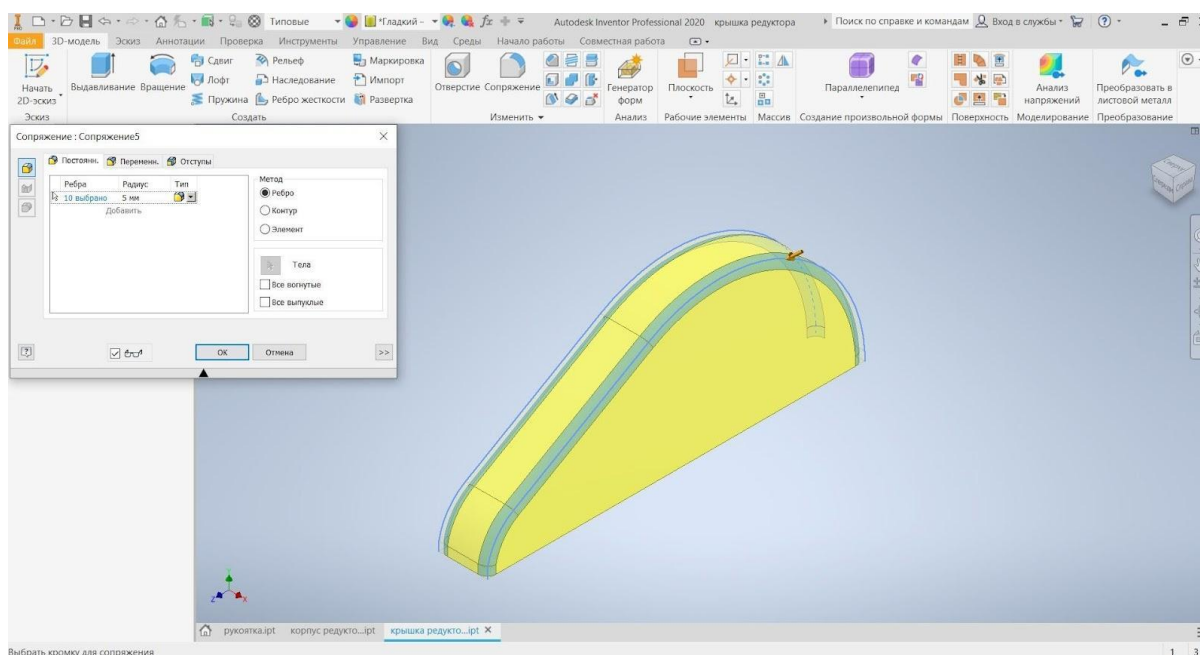 Типовые
*Гладкий –
fx
Autodesk Inventor Professional 2020 крышка редуктора
Поиск по справке и командам
Вход в службы
Файл 3D-модель Эскиз Аннотации Проверка Инструменты Управление Вид Среды Начало работы Совместная работа
Начать 2D-эскиз
Выдавливание Вращение
Сдвиг
Лофт
Пружина
Рельеф
Наследование
Ребро жесткости
Маркировка
Импорт
Развертка
Отверстие Сопряжение
Генератор форм
Плоскость
Параллелепипед
Анализ напряжений
Преобразовать в листовой металл
Эскиз Создать Изменить Анализ Рабочие элементы Массив Создание произвольной формы Поверхность Моделирование Преобразование
Сопряжение : Сопряжение5
Постоянн. Переменн. Отступы
Ребра Радиус: Тип
10 выбрано 5 мм
Добавить
Метод
Ребро
Контур
Элемент
Тела
Все вогнутые
Все выпуклые
ОК Отмена >>
рукоятка.ipt корпус редукто...ipt крышка редукто...ipt X
Выбрать кромку для сопряжения
1 3